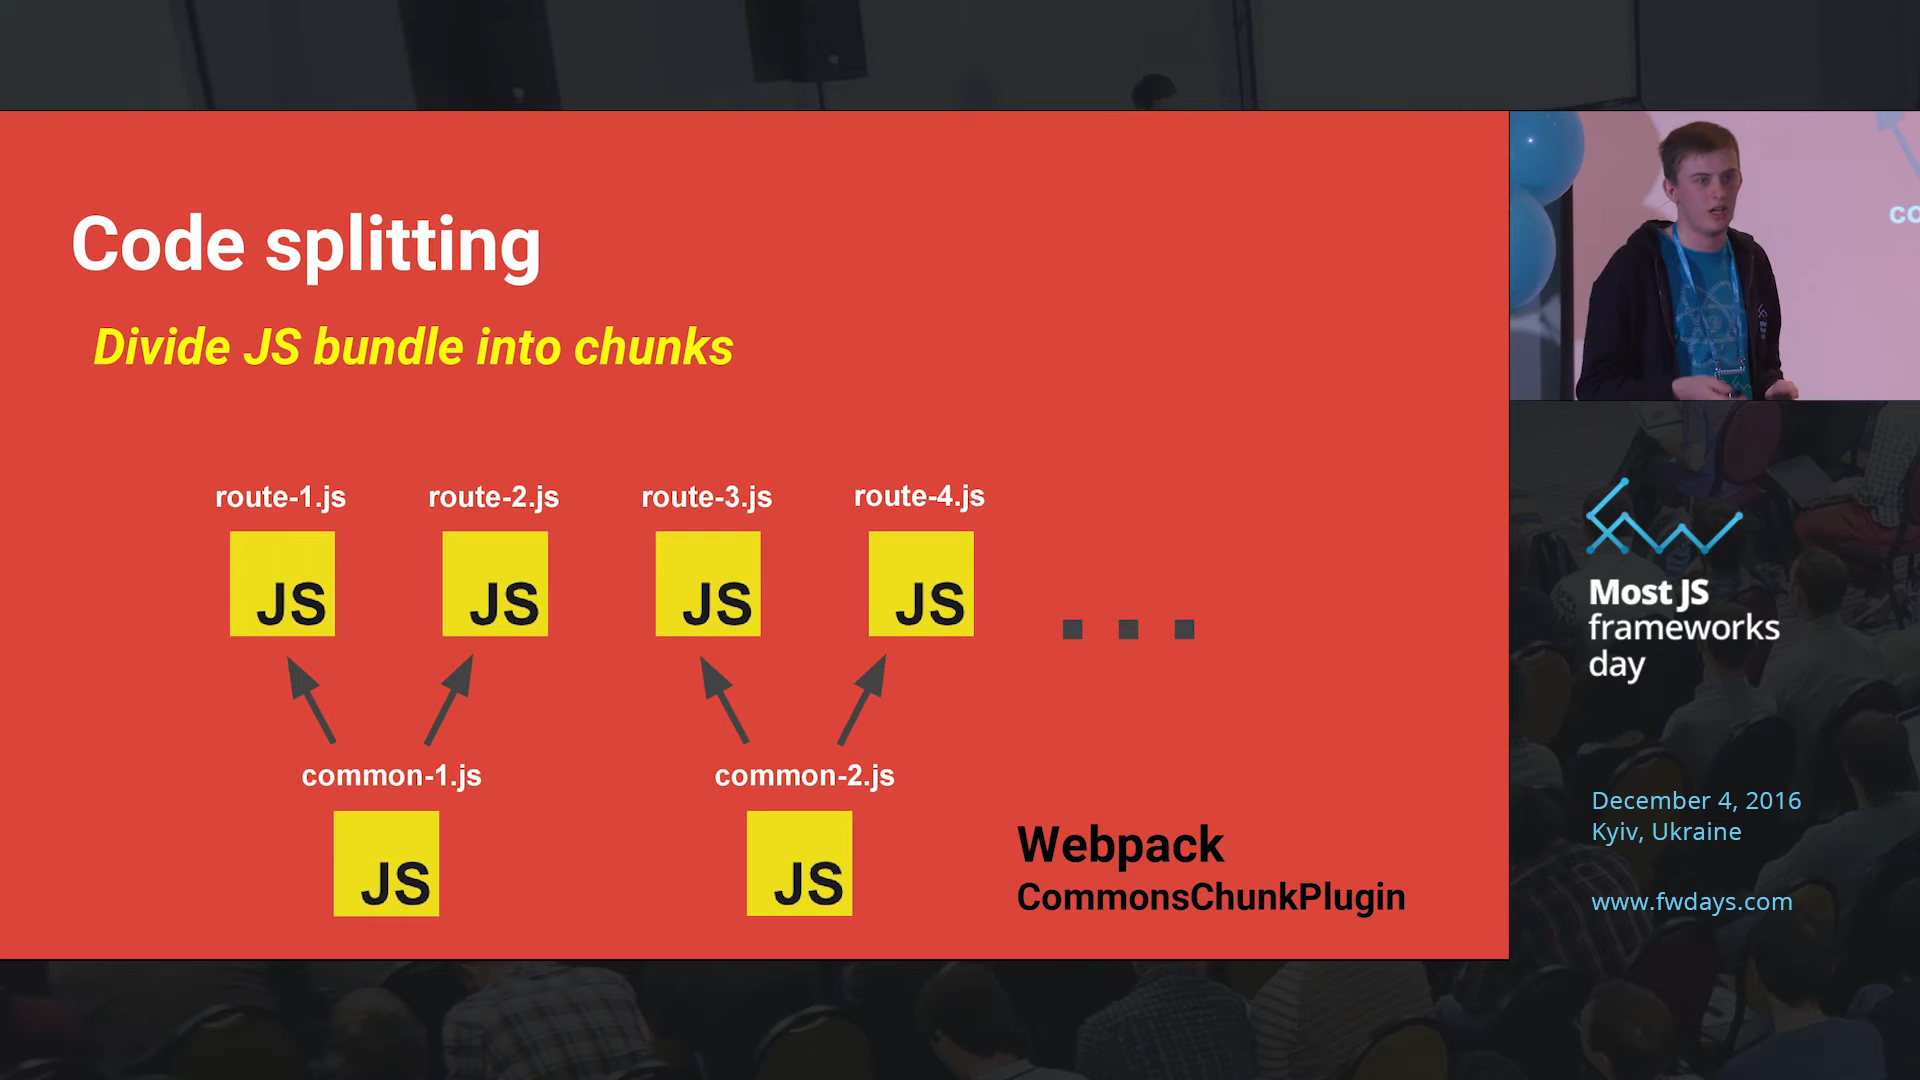 Code splitting
Divide JS bundle into chunks
route-1.js
route-2.js
route-3.js
route-4.js
JS
JS
JS
JS
common-1.js
common-2.js
JS
JS
Webpack
CommonsChunkPlugin
co
Most JS
frameworks
day
December 4, 2016
Kyiv, Ukraine
www.fwdays.com